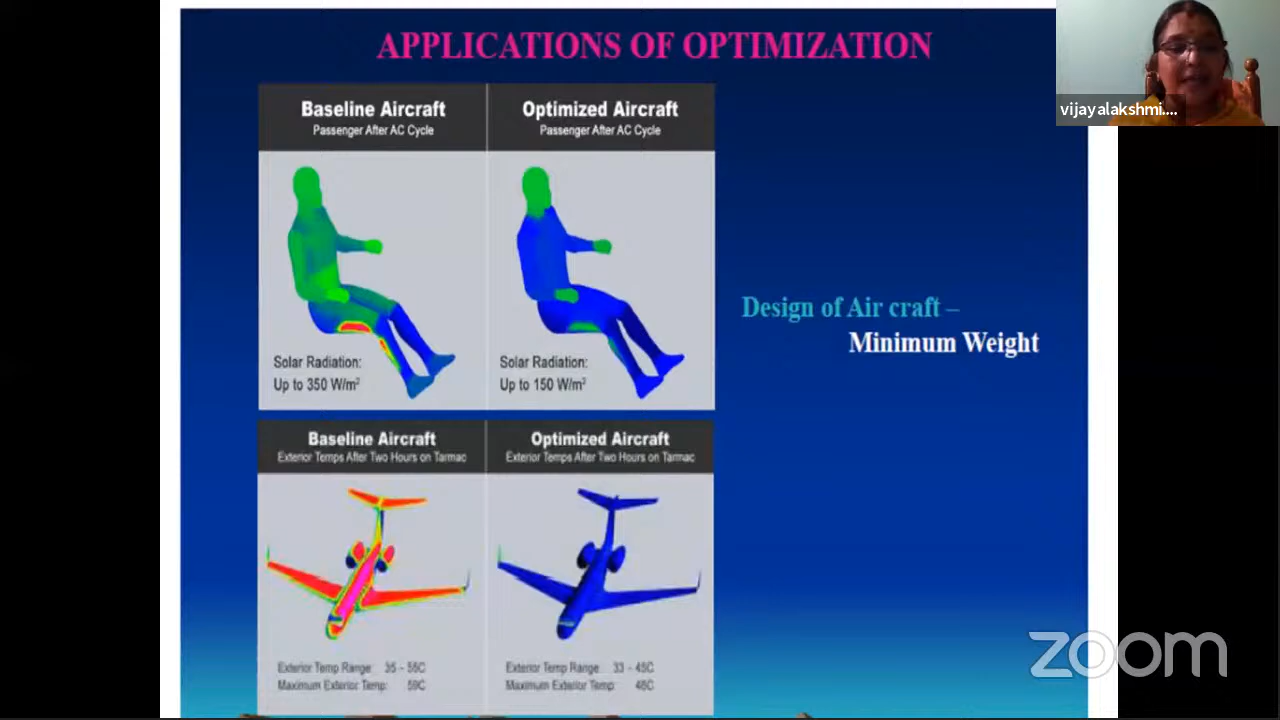 APPLICATIONS OF OPTIMIZATION
vijayalakshmi....
Baseline Aircraft
Passenger After AC Cycle
Optimized Aircraft
Passenger After AC Cycle
Solar Radiation:
Up to 350 W/m²
Solar Radiation:
Up to 150 W/m²
Design of Air craft –
Minimum Weight
Baseline Aircraft
Exterior Temps After Two Hours on Tarmac
Optimized Aircraft
Exterior Temps After Two Hours on Tarmac
Exterior Temp Range: 35 - 55C
Maximum Exterior Temp: 59C
Exterior Temp Range: 33 - 45C
Maximum Exterior Temp: 46C
zoom